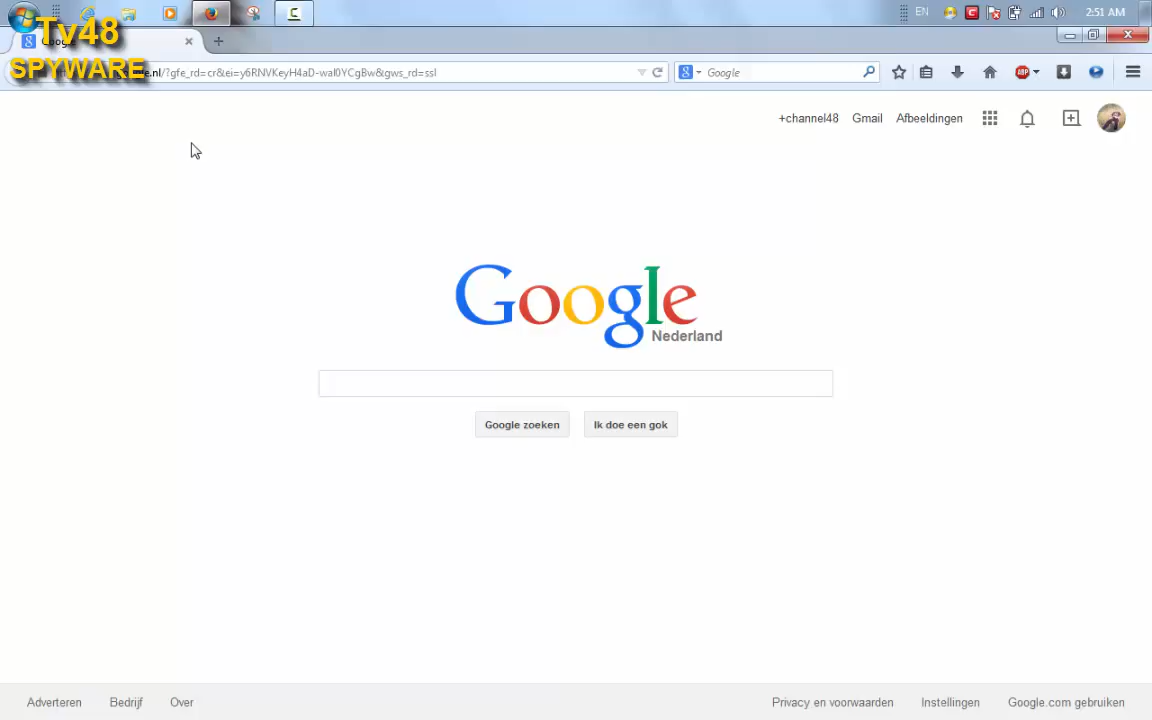 EN
2:51 AM
Tv48
SPYWARE
.nl/?gfe_rd=cr&ei=y6RNVKeyH4aD-waI0YCgBw&gws_rd=ssl
Google
+channel48 Gmail Afbeeldingen
Google
Nederland
Google zoeken Ik doe een gok
Adverteren Bedrijf Over Privacy en voorwaarden Instellingen Google.com gebruiken